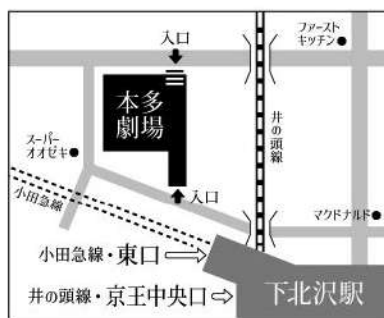 入口
ファースト
キッチン
本多
劇場
井の頭線
スーパー
オオゼキ
入口
小田急線
マクドナルド
小田急線・東口
井の頭線・京王中央口
下北沢駅